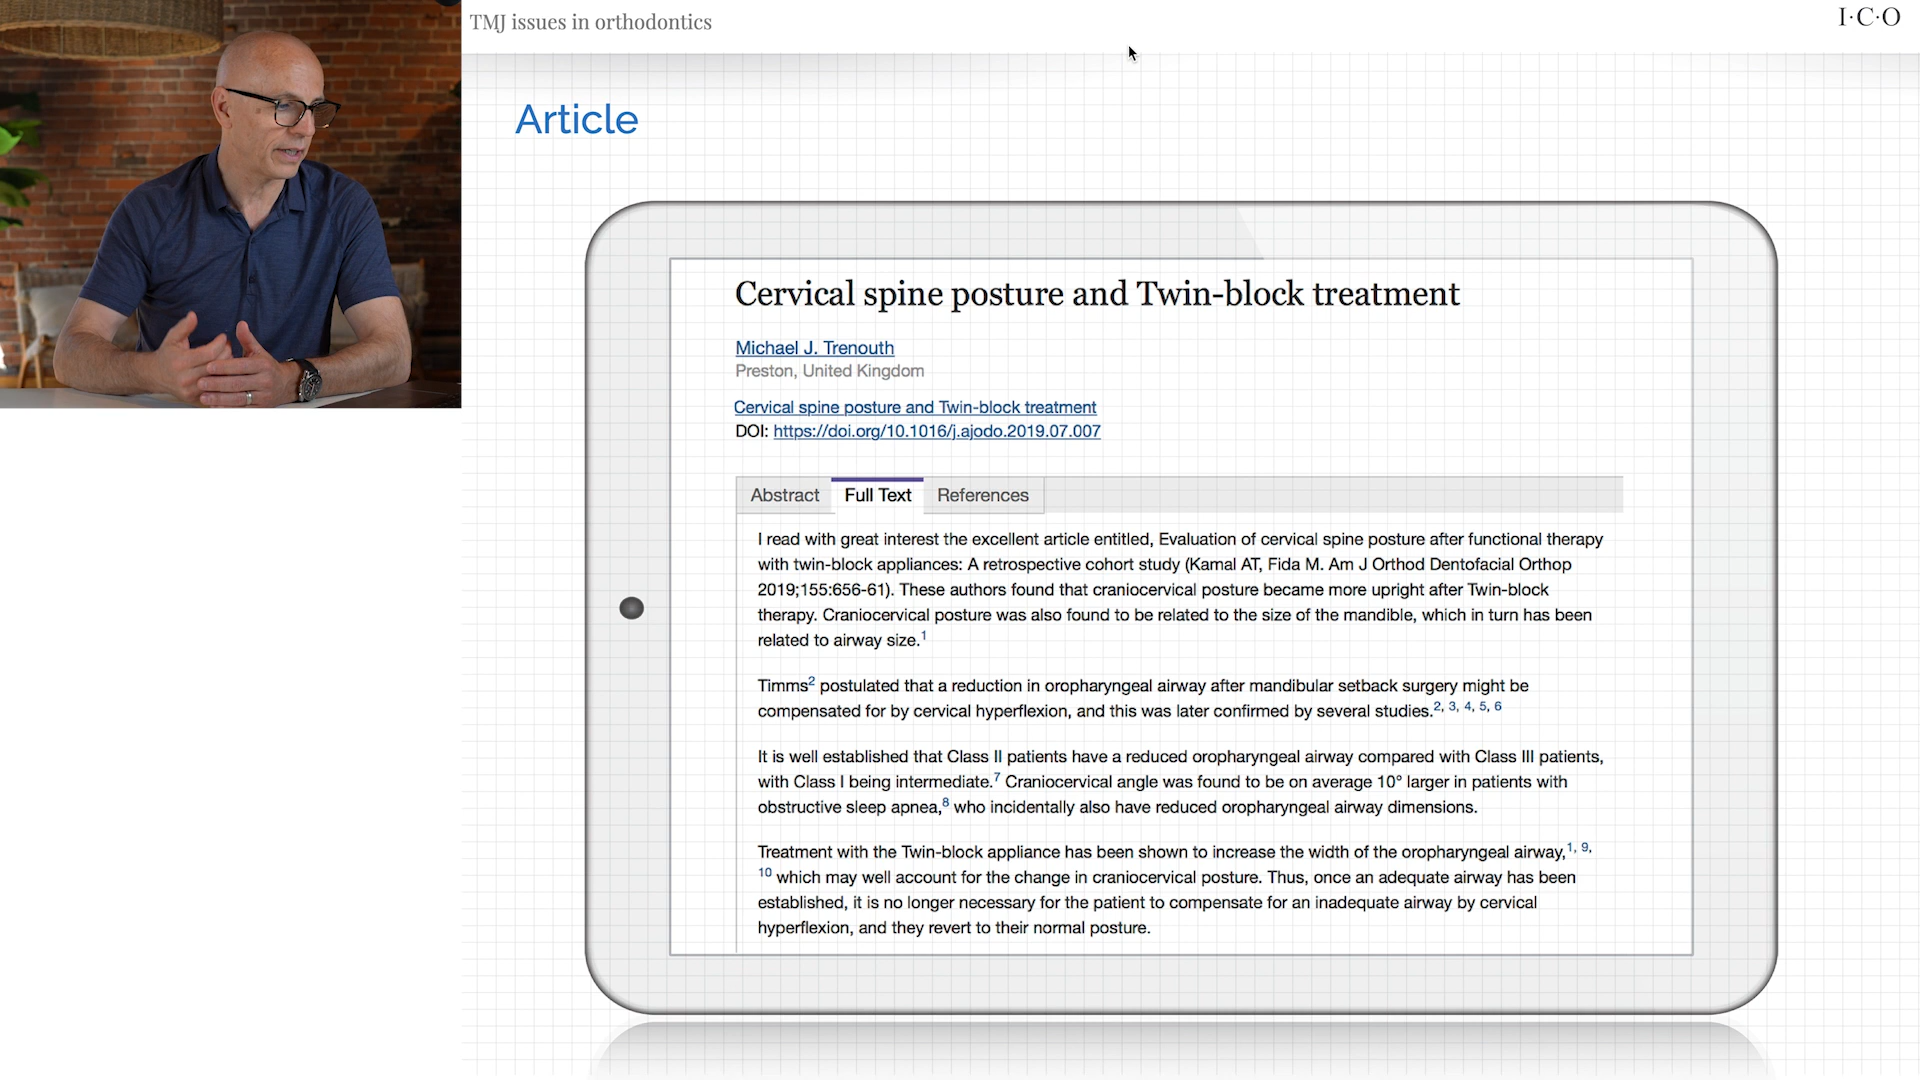 TMJ issues in orthodontics
I·C·O
Article
Cervical spine posture and Twin-block treatment
Michael J. Trenouth
Preston, United Kingdom
Cervical spine posture and Twin-block treatment
DOI: https://doi.org/10.1016/j.ajodo.2019.07.007
Abstract Full Text References
I read with great interest the excellent article entitled, Evaluation of cervical spine posture after functional therapy
with twin-block appliances: A retrospective cohort study (Kamal AT, Fida M. Am J Orthod Dentofacial Orthop
2019;155:656-61). These authors found that craniocervical posture became more upright after Twin-block
therapy. Craniocervical posture was also found to be related to the size of the mandible, which in turn has been
related to airway size.1
Timms2 postulated that a reduction in oropharyngeal airway after mandibular setback surgery might be
compensated for by cervical hyperflexion, and this was later confirmed by several studies.2, 3, 4, 5, 6
It is well established that Class II patients have a reduced oropharyngeal airway compared with Class III patients,
with Class I being intermediate.7 Craniocervical angle was found to be on average 10° larger in patients with
obstructive sleep apnea,8 who incidentally also have reduced oropharyngeal airway dimensions.
Treatment with the Twin-block appliance has been shown to increase the width of the oropharyngeal airway,1, 9,
10 which may well account for the change in craniocervical posture. Thus, once an adequate airway has been
established, it is no longer necessary for the patient to compensate for an inadequate airway by cervical
hyperflexion, and they revert to their normal posture.